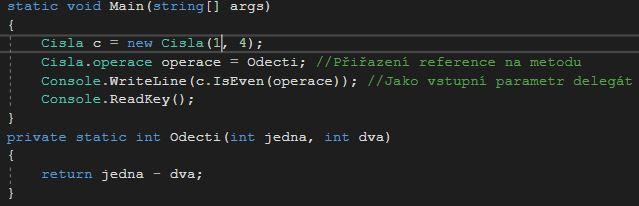 static void Main(string[] args)
{
Cisla c = new Cisla(1, 4);
Cisla.operace operace = Odecti; //Přiřazení reference na metodu
Console.WriteLine(c.IsEven(operace)); //Jako vstupní parametr delegát
Console.ReadKey();
}
private static int Odecti(int jedna, int dva)
{
return jedna - dva;
}